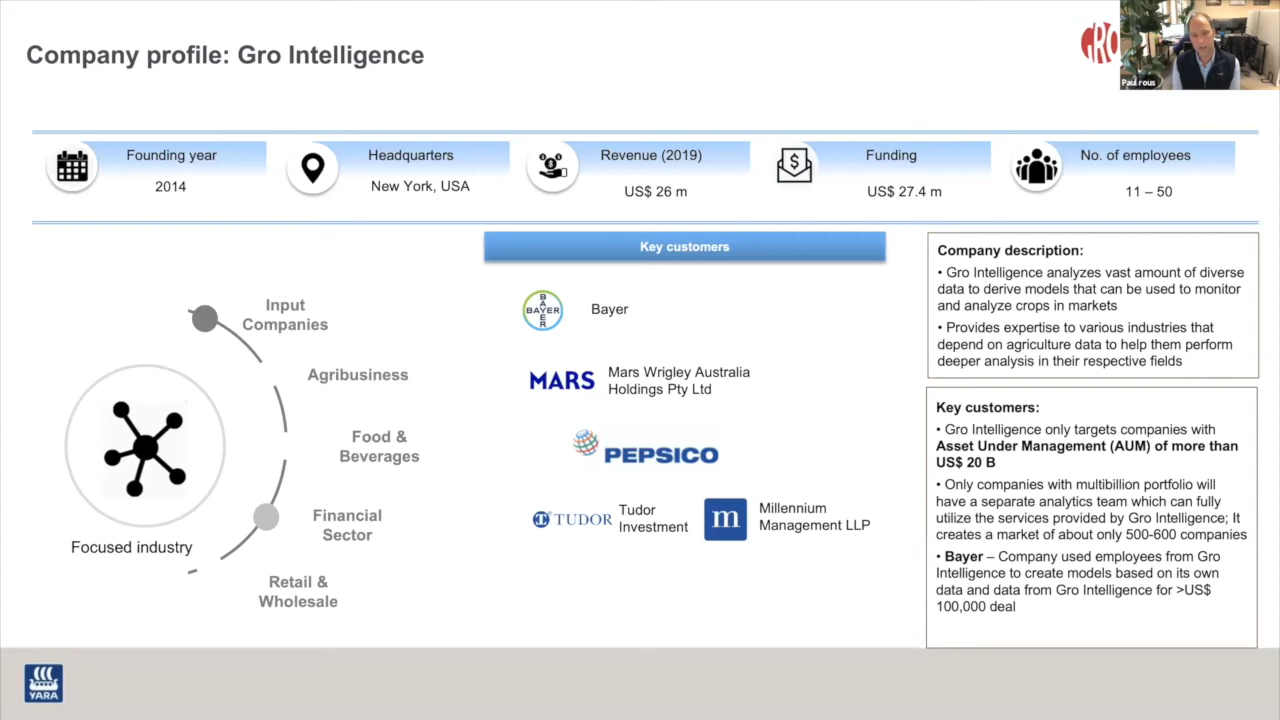 Company profile: Gro Intelligence
GRO
Paul rous
Founding year
2014
Headquarters
New York, USA
Revenue (2019)
US$ 26 m
Funding
US$ 27.4 m
No. of employees
11 – 50
Focused industry
Input
Companies
Agribusiness
Food &
Beverages
Financial
Sector
Retail &
Wholesale
Key customers
BAYER
BAYER
Bayer
MARS
Mars Wrigley Australia
Holdings Pty Ltd
PEPSICO
T TUDOR
Tudor
Investment
m
Millennium
Management LLP
Company description:
• Gro Intelligence analyzes vast amount of diverse
data to derive models that can be used to monitor
and analyze crops in markets
• Provides expertise to various industries that
depend on agriculture data to help them perform
deeper analysis in their respective fields
Key customers:
• Gro Intelligence only targets companies with
Asset Under Management (AUM) of more than
US$ 20 B
• Only companies with multibillion portfolio will
have a separate analytics team which can fully
utilize the services provided by Gro Intelligence; It
creates a market of about only 500-600 companies
• Bayer – Company used employees from Gro
Intelligence to create models based on its own
data and data from Gro Intelligence for >US$
100,000 deal
YARA